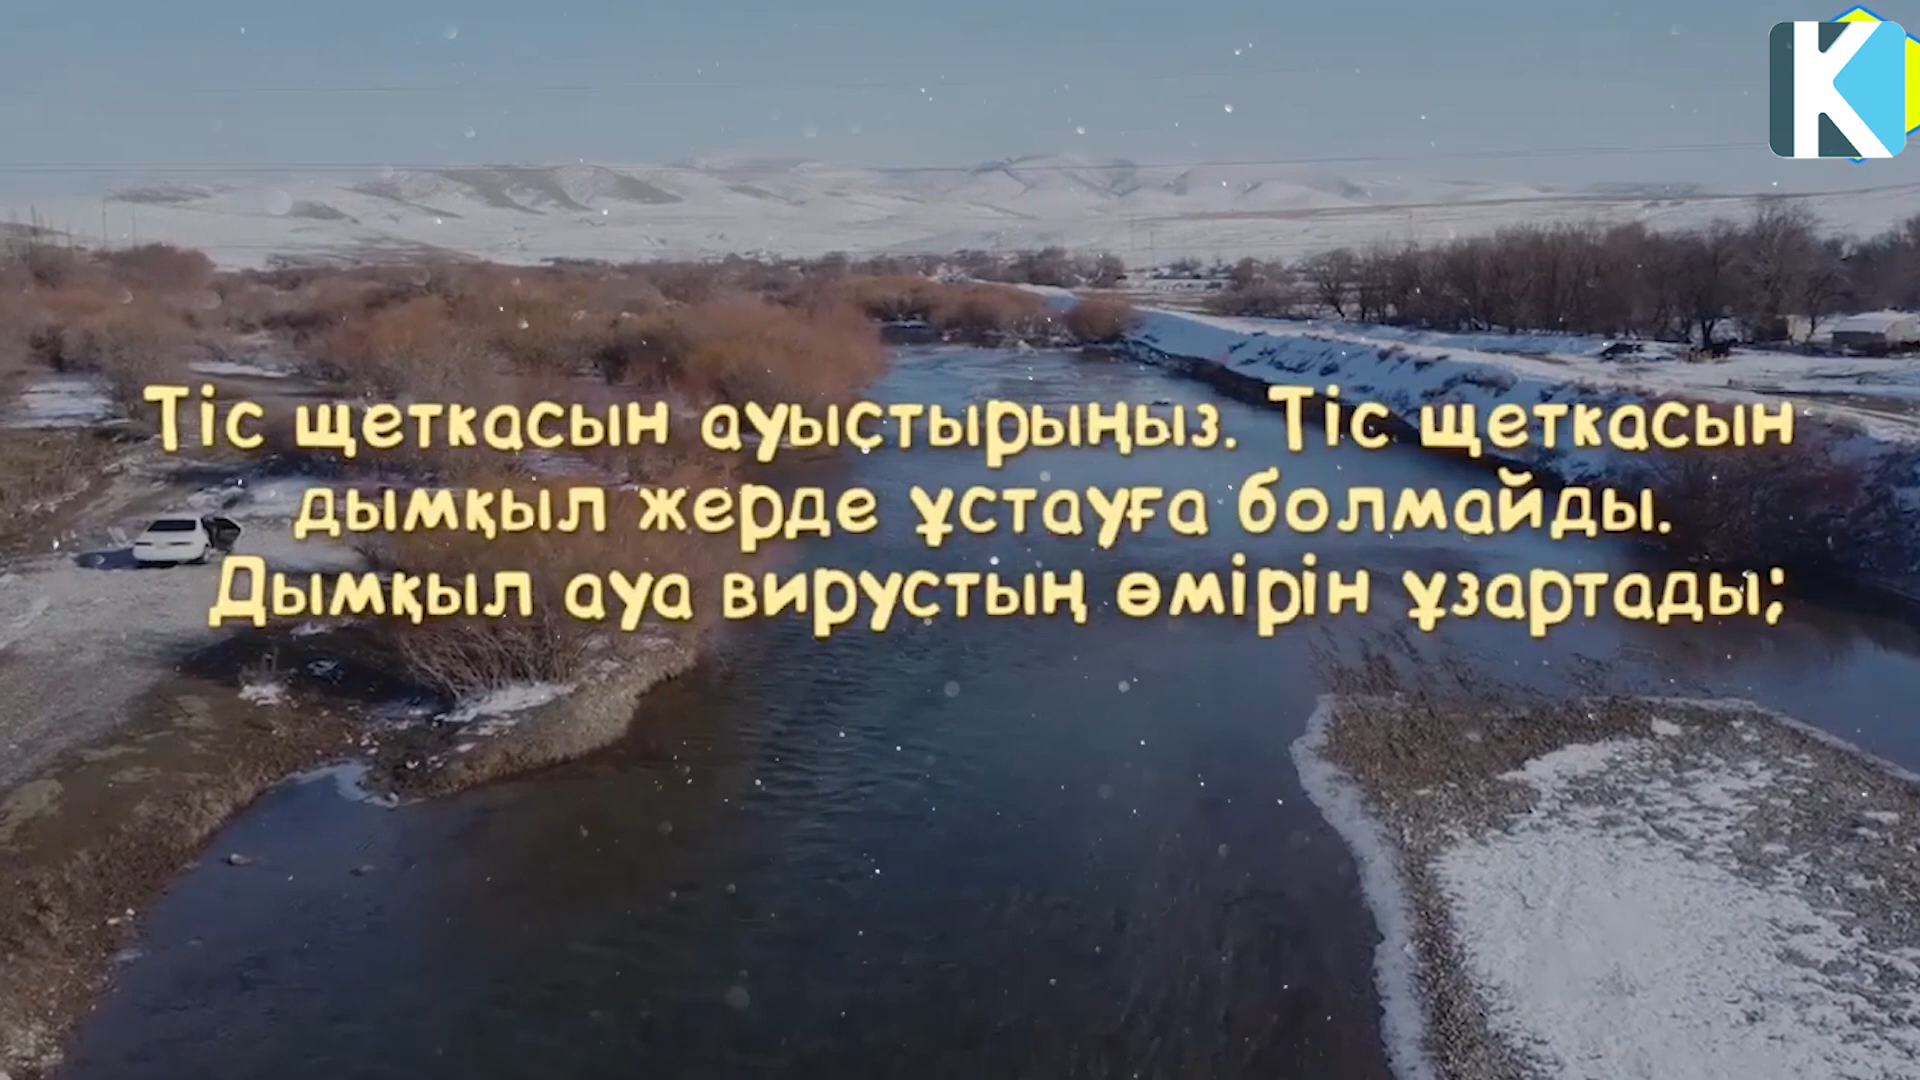 K
Тіс щеткасын ауыстырыңыз. Тіс щеткасын
дымқыл жерде ұстауға болмайды.
Дымқыл ауа вирустың өмірін ұзартады;